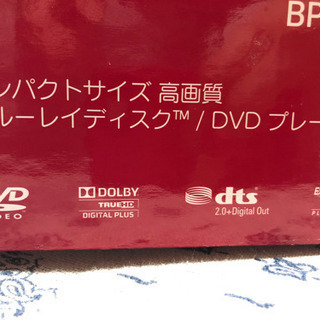 BP
ンパクトサイズ 高画質
ルーレイディスク™ / DVD プレー
DOLBY
TRUEHD
DIGITAL PLUS
dts
2.0+Digital Out